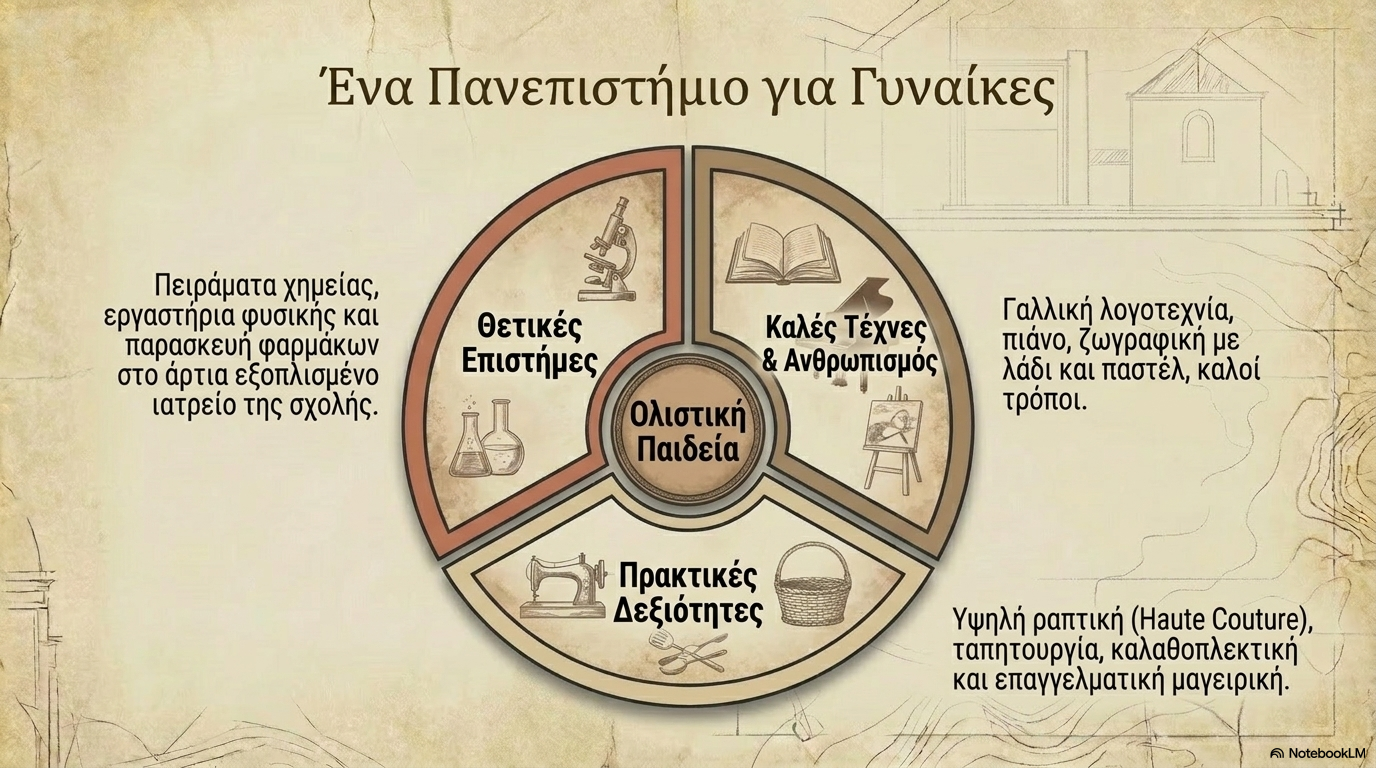 Ένα Πανεπιστήμιο για Γυναίκες
Πειράματα χημείας,
εργαστήρια φυσικής και
παρασκευή φαρμάκων
στο άρτια εξοπλισμένο
ιατρείο της σχολής.
Θετικές
Επιστήμες
Καλές Τέχνες
& Ανθρωπισμός
Γαλλική λογοτεχνία,
πιάνο, ζωγραφική με
λάδι και παστέλ, καλοί
τρόποι.
Ολιστική
Παιδεία
Πρακτικές
Δεξιότητες
Υψηλή ραπτική (Haute Couture),
ταπητουργία, καλαθοπλεκτική
και επαγγελματική μαγειρική.
NotebookLM